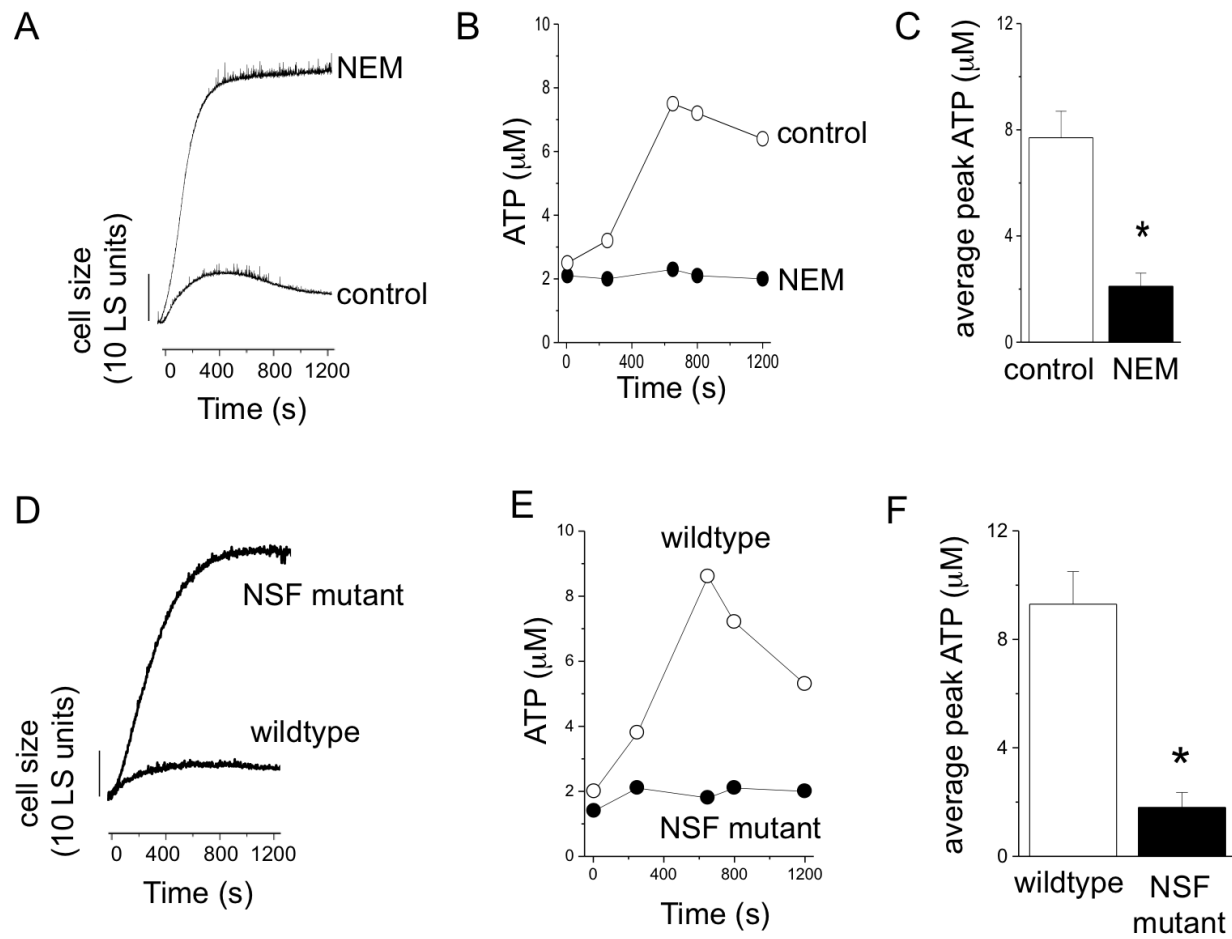 A
NEM
control
cell size
(10 LS units)
0 400 800 1200
Time (s)
B
10
8
6
4
2
0
ATP (μM)
control
NEM
0 400 800 1200
Time (s)
C
12
8
4
0
average peak ATP (μM)
*
control NEM
D
NSF mutant
wildtype
cell size
(10 LS units)
0 400 800 1200
Time (s)
E
10
8
6
4
2
0
ATP (μM)
wildtype
NSF mutant
0 400 800 1200
Time (s)
F
12
8
4
0
average peak ATP (μM)
*
wildtype NSF
mutant